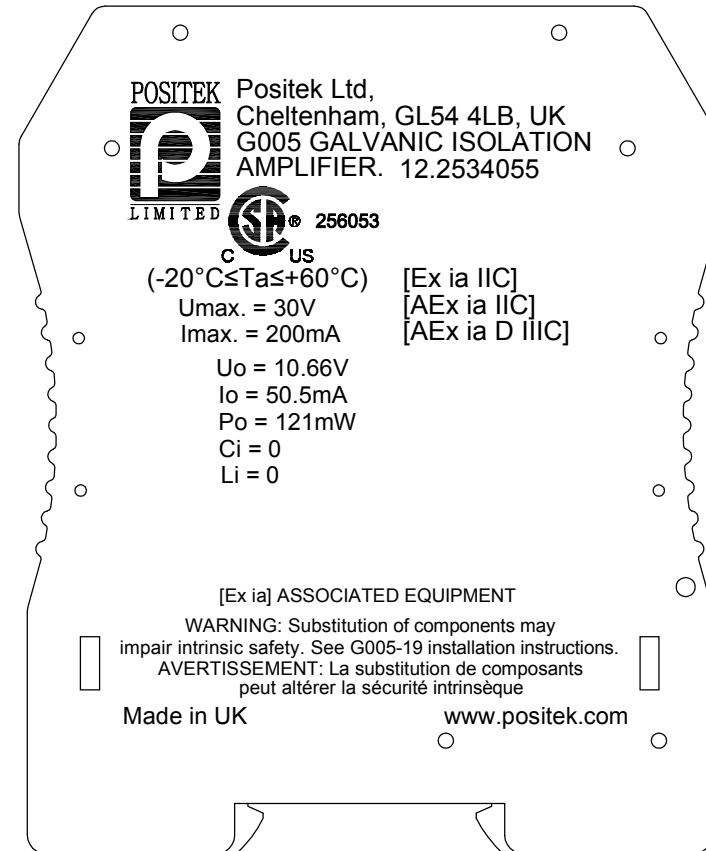 POSITEK
LIMITED
Positek Ltd,
Cheltenham, GL54 4LB, UK
G005 GALVANIC ISOLATION
AMPLIFIER. 12.2534055
CSA ® 256053
C US
(-20°C≤Ta≤+60°C) [Ex ia IIC]
Umax. = 30V [AEx ia IIC]
Imax. = 200mA [AEx ia D IIIC]
Uo = 10.66V
Io = 50.5mA
Po = 121mW
Ci = 0
Li = 0
[Ex ia] ASSOCIATED EQUIPMENT
WARNING: Substitution of components may
impair intrinsic safety. See G005-19 installation instructions.
AVERTISSEMENT: La substitution de composants
peut altérer la sécurité intrinsèque
Made in UK www.positek.com